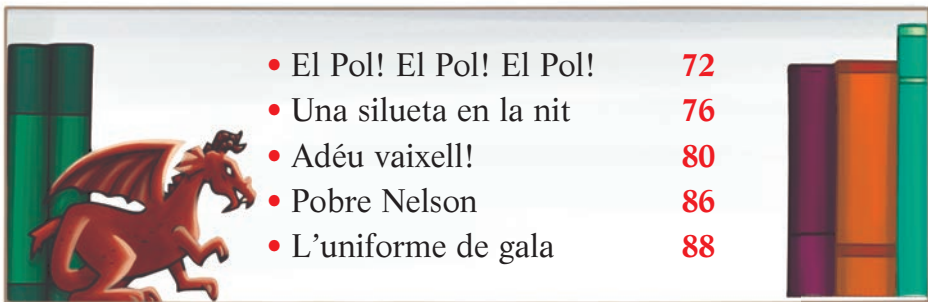 • El Pol! El Pol! El Pol! 72
• Una silueta en la nit 76
• Adéu vaixell! 80
• Pobre Nelson 86
• L’uniforme de gala 88